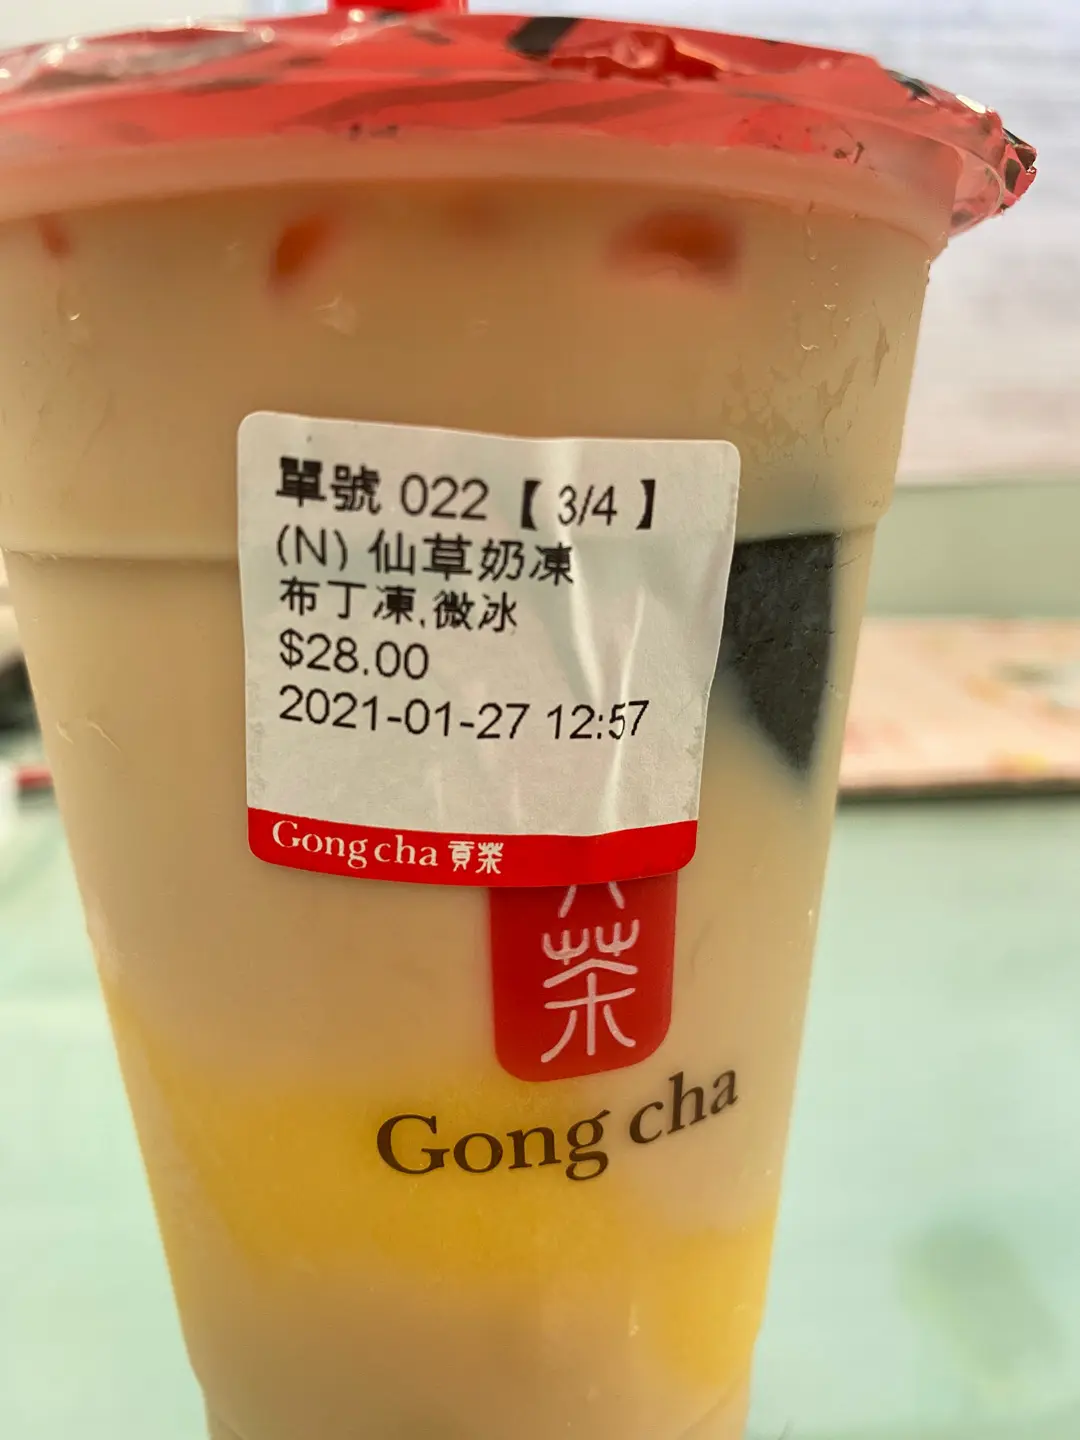 單號 022 【 3/4 】
(N) 仙草奶凍
布丁凍,微冰
$28.00
2021-01-27 12:57
Gong cha 貢茶
茶
Gong cha